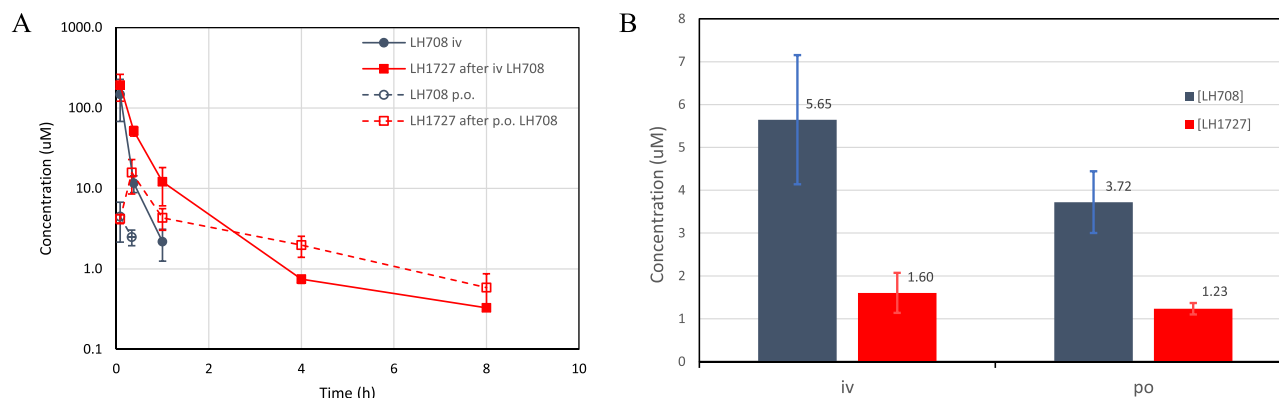 A
Concentration (uM)
1000.0
100.0
10.0
1.0
0.1
0
2
4
6
8
10
Time (h)
LH708 iv
LH1727 after iv LH708
LH708 p.o.
LH1727 after p.o. LH708
B
Concentration (uM)
8
7
6
5
4
3
2
1
0
5.65
1.60
3.72
1.23
[LH708]
[LH1727]
iv
po